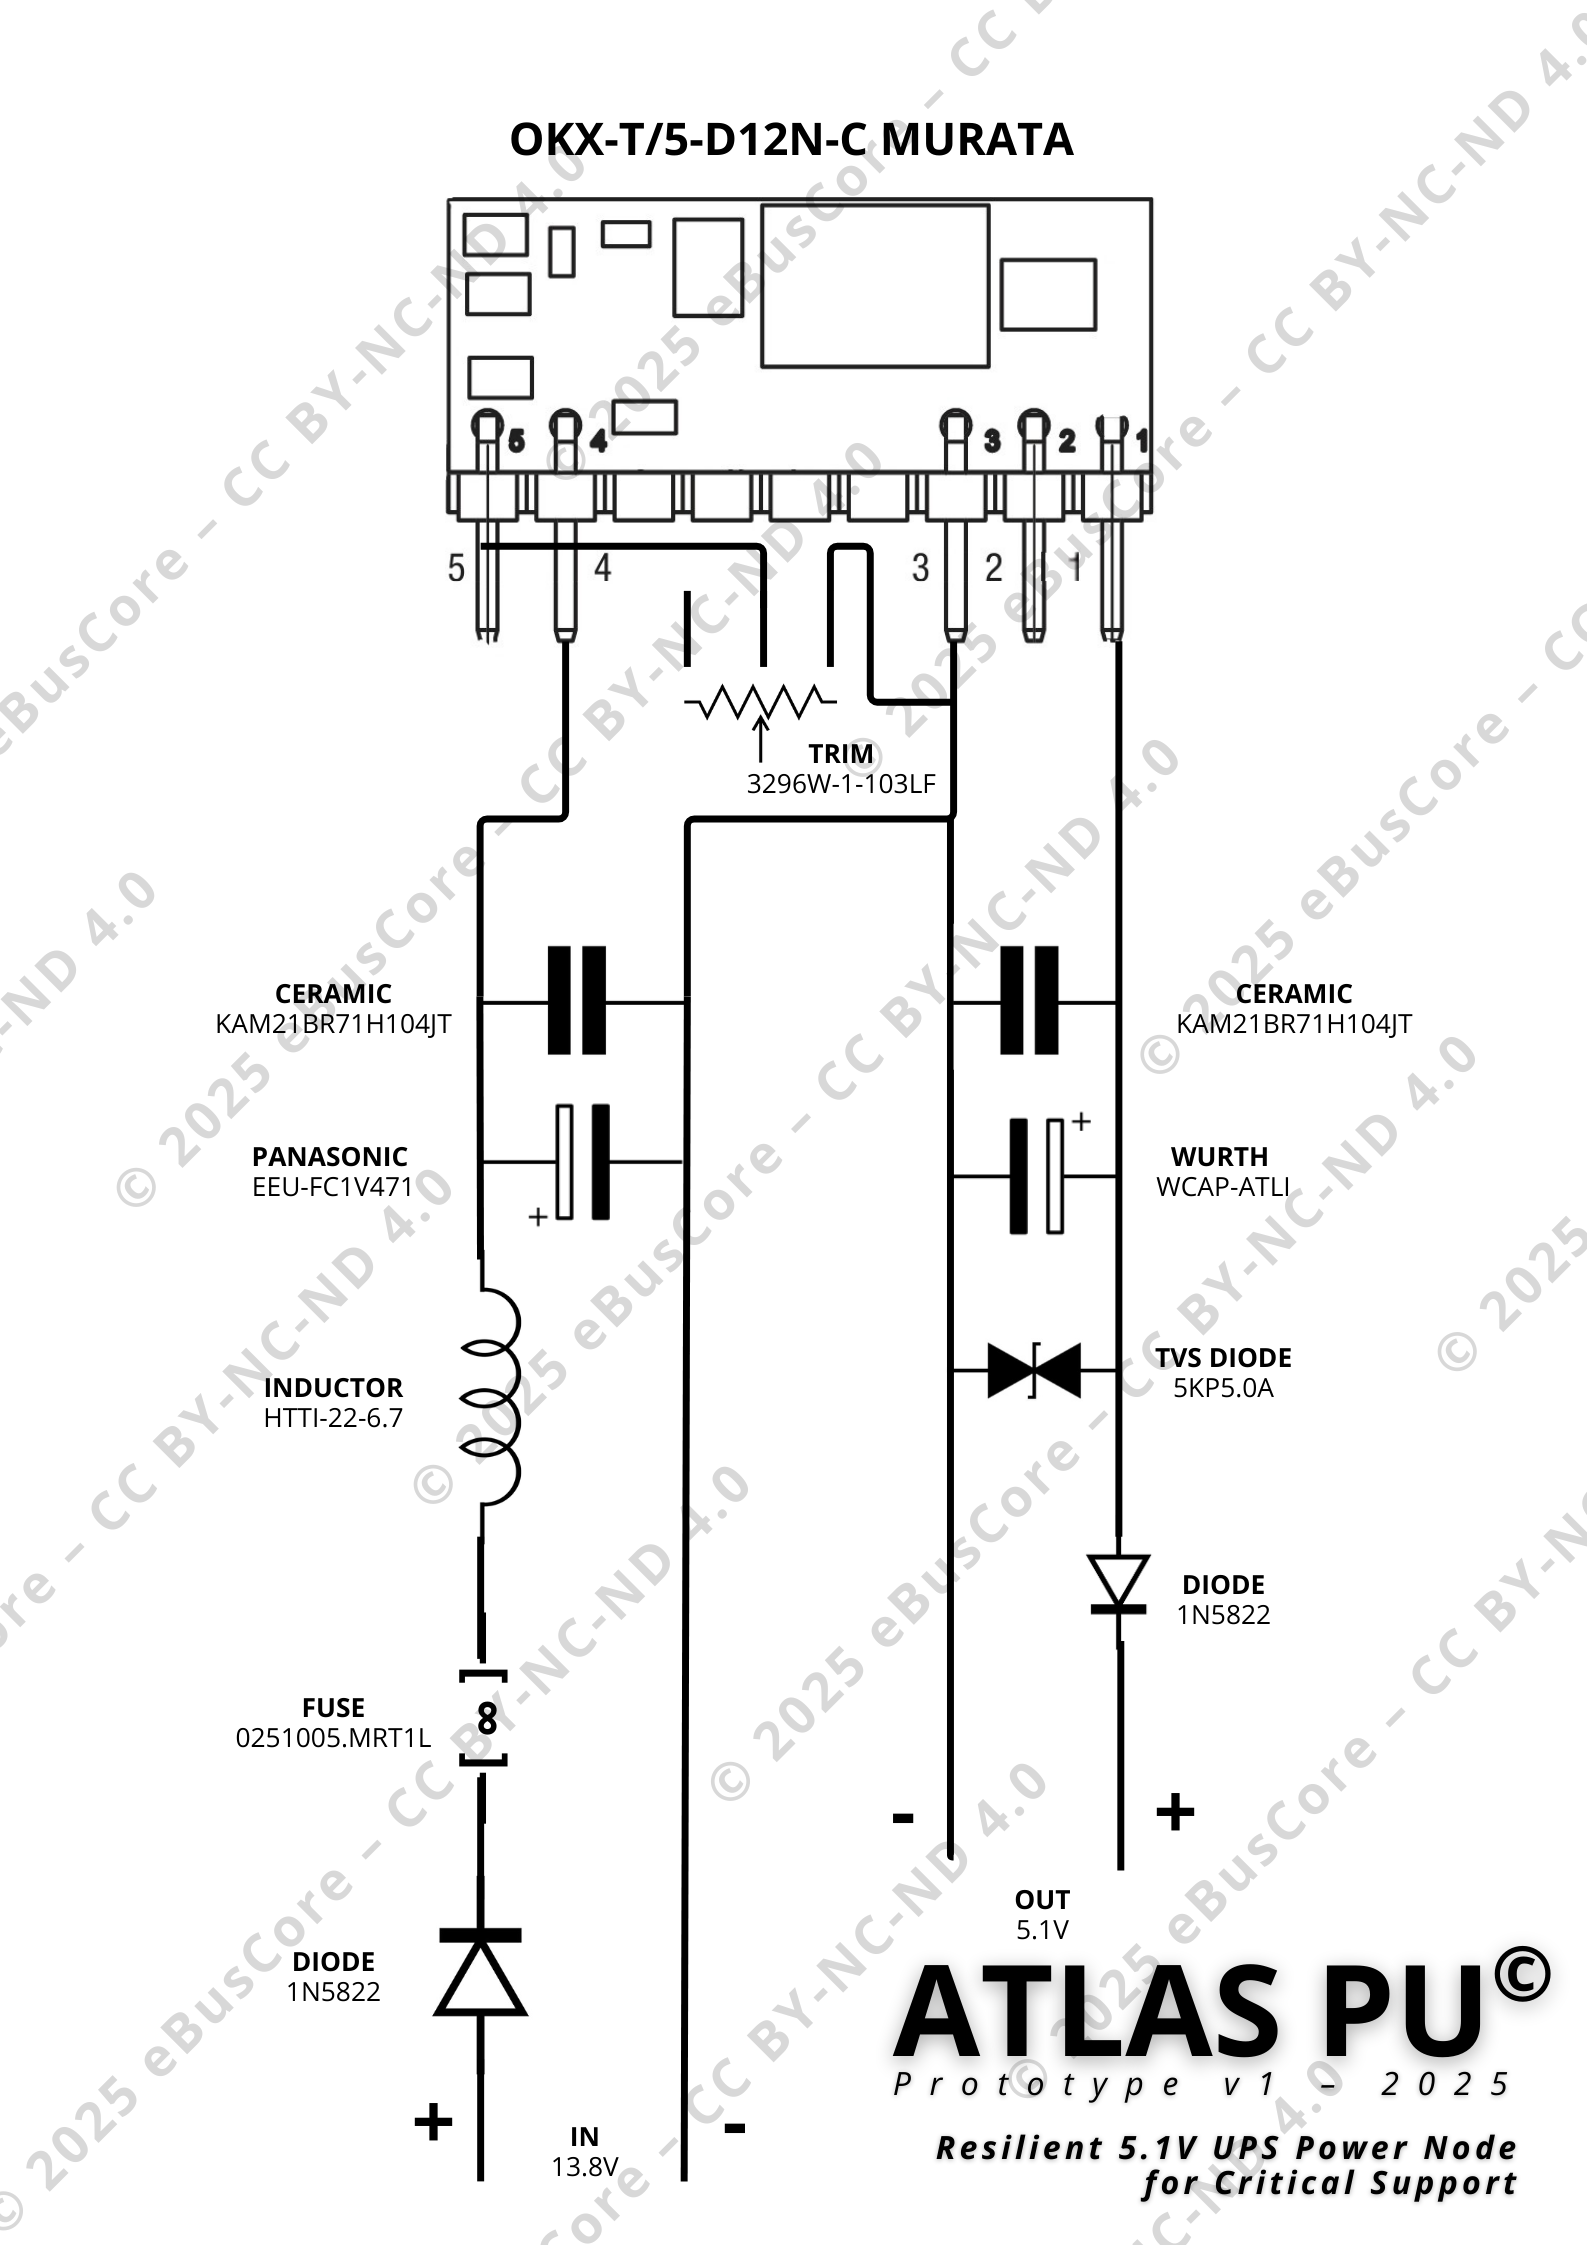 OKX-T/5-D12N-C MURATA
5 4 3 2 1
5 4 3 2 1
TRIM
3296W-1-103LF
CERAMIC
KAM21BR71H104JT
CERAMIC
KAM21BR71H104JT
PANASONIC
EEU-FC1V471
+
+
WURTH
WCAP-ATLI
INDUCTOR
HTTI-22-6.7
TVS DIODE
5KP5.0A
DIODE
1N5822
FUSE
0251005.MRT1L
8
- +
OUT
5.1V
DIODE
1N5822
+ -
IN
13.8V
ATLAS PU©
Prototype v1 – 2025
Resilient 5.1V UPS Power Node
for Critical Support
© 2025 eBusCore – CC BY-NC-ND 4.0